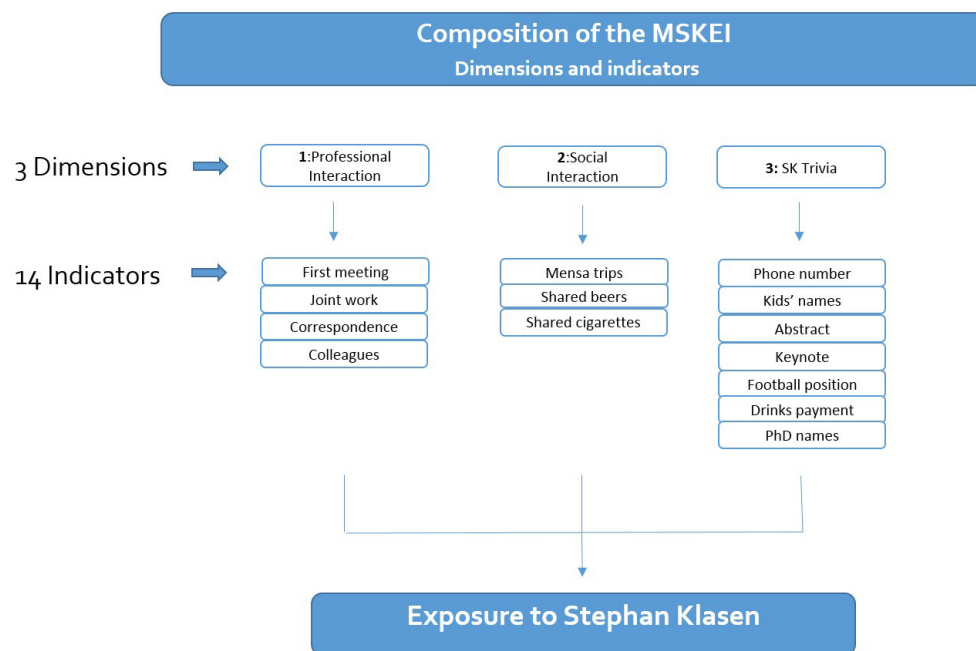 Composition of the MSKEI
Dimensions and indicators
3 Dimensions
1:Professional
Interaction
2:Social
Interaction
3: SK Trivia
14 Indicators
First meeting
Joint work
Correspondence
Colleagues
Mensa trips
Shared beers
Shared cigarettes
Phone number
Kids' names
Abstract
Keynote
Football position
Drinks payment
PhD names
Exposure to Stephan Klasen